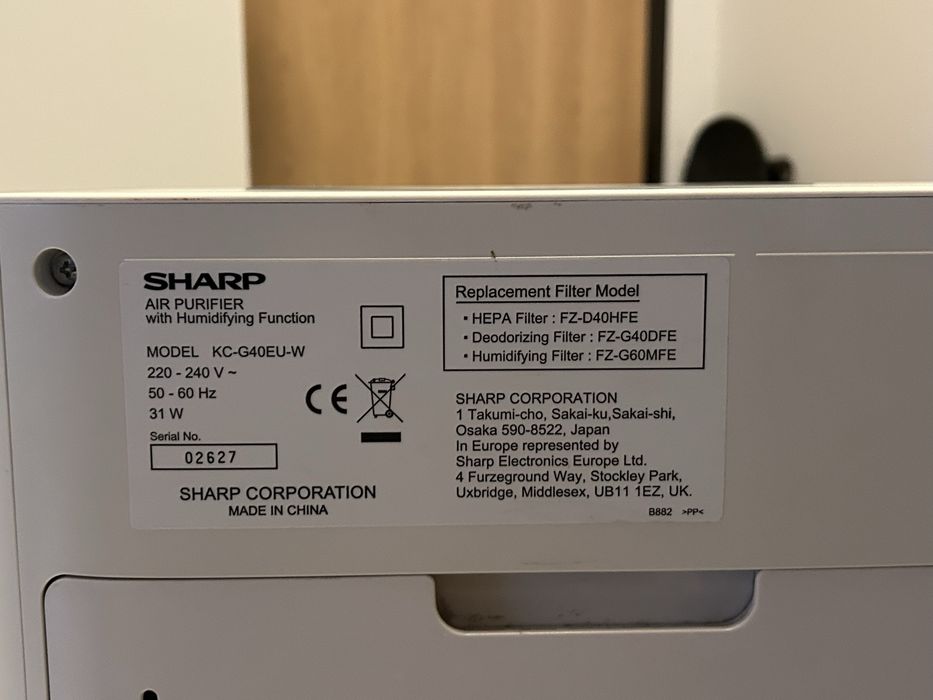 SHARP
AIR PURIFIER
with Humidifying Function
MODEL KC-G40EU-W
220 - 240 V ~
50 - 60 Hz
31 W
Serial No.
02627
SHARP CORPORATION
MADE IN CHINA
CE
Replacement Filter Model
▪ HEPA Filter : FZ-D40HFE
▪ Deodorizing Filter : FZ-G40DFE
▪ Humidifying Filter : FZ-G60MFE
SHARP CORPORATION
1 Takumi-cho, Sakai-ku,Sakai-shi,
Osaka 590-8522, Japan
In Europe represented by
Sharp Electronics Europe Ltd.
4 Furzeground Way, Stockley Park,
Uxbridge, Middlesex, UB11 1EZ, UK.
B882 >PP<